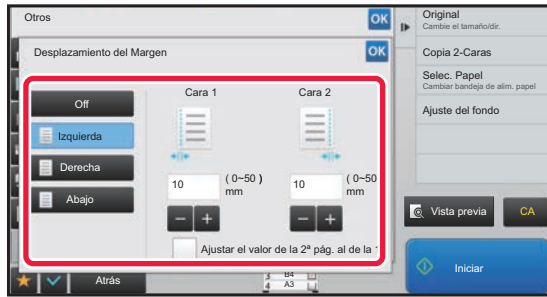 Otros
OK
Desplazamiento del Margen
OK
Off
Izquierda
Derecha
Abajo
Cara 1
Cara 2
10
( 0~50 )
mm
10
( 0~50
mm
Ajustar el valor de la 2ª pág. al de la
Atrás
3 B4
4 A3
Original
Cambie el tamaño/dir.
Copia 2-Caras
Selec. Papel
Cambiar bandeja de alim. papel
Ajuste del fondo
Vista previa
CA
Iniciar